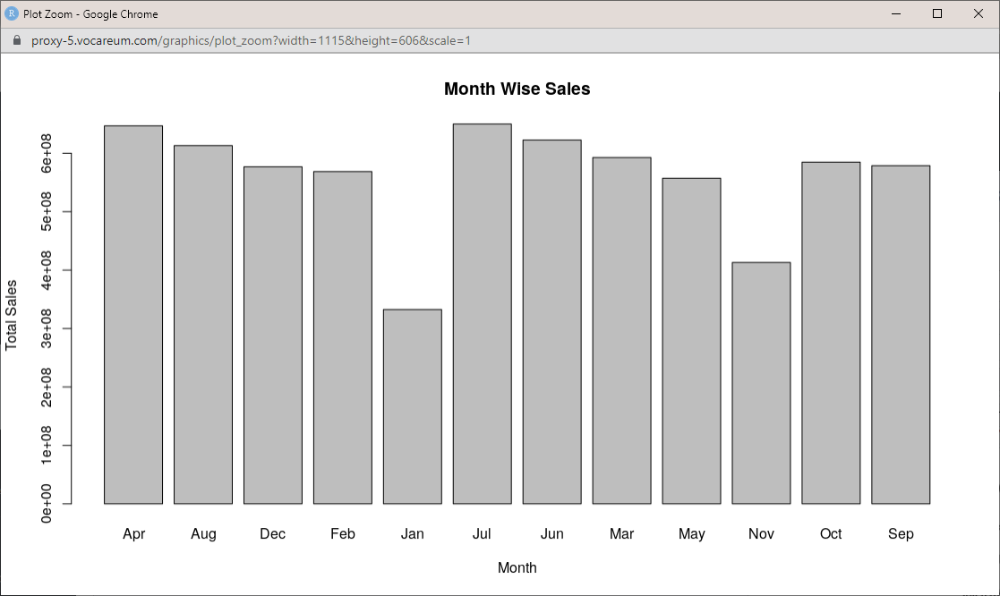 R Plot Zoom - Google Chrome
proxy-5.vocareum.com/graphics/plot_zoom?width=1115&height=606&scale=1
Month Wise Sales
Total Sales
6e+08
5e+08
4e+08
3e+08
2e+08
1e+08
0e+00
Apr Aug Dec Feb Jan Jul Jun Mar May Nov Oct Sep
Month